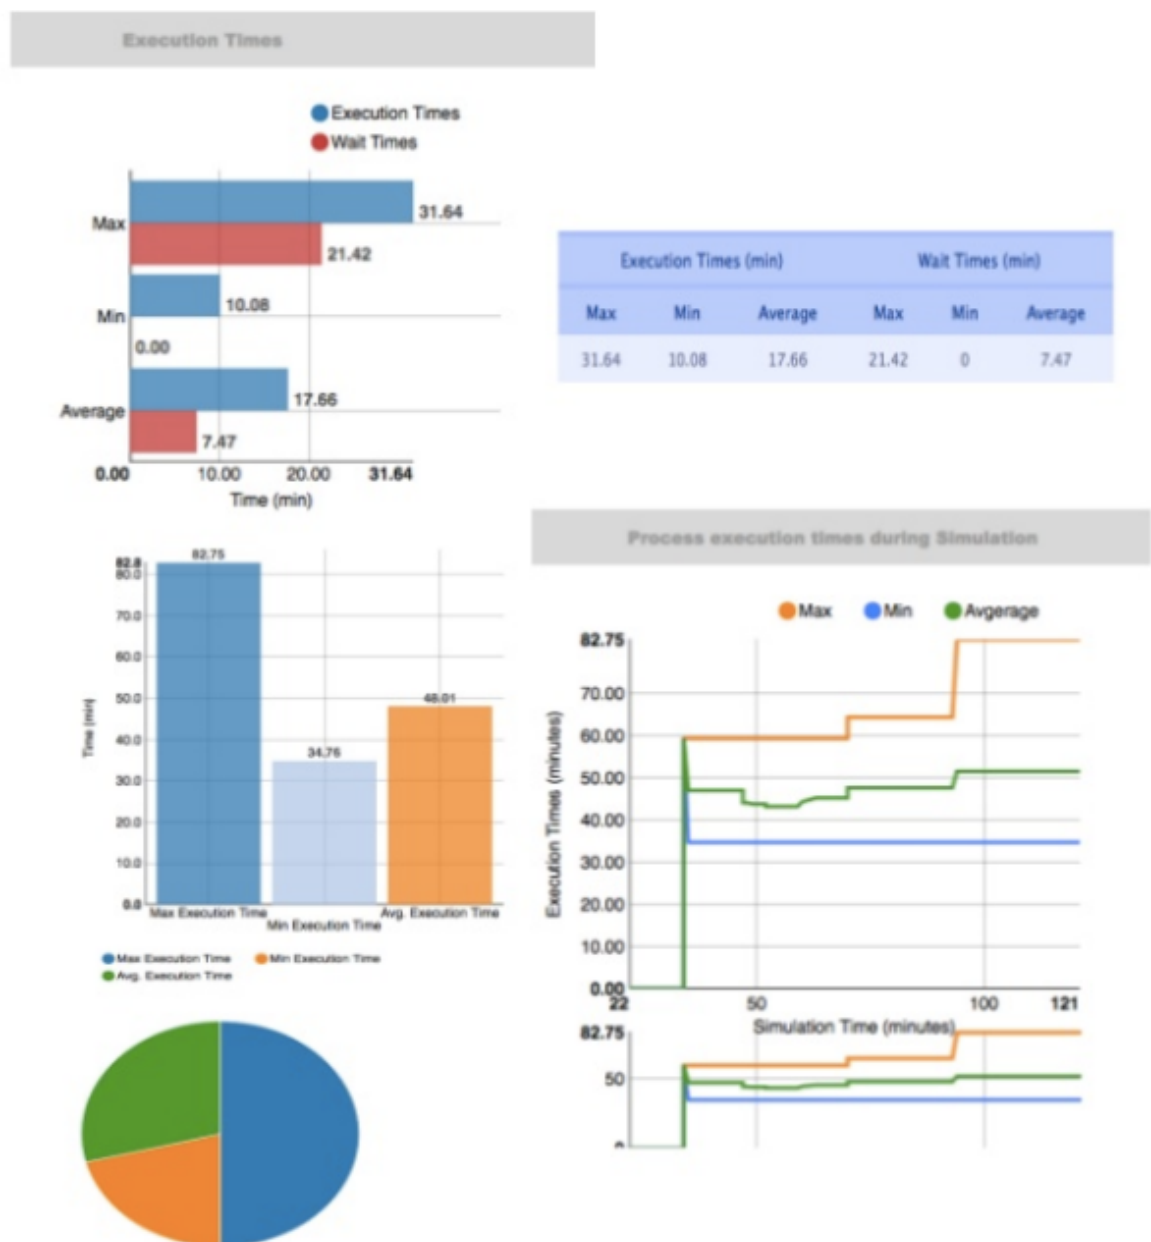 Execution Times
Execution Times
Wait Times
Max
31.64
21.42
Min
10.08
0.00
Average
17.66
7.47
0.00 10.00 20.00 31.64
Time (min)
Execution Times (min) Wait Times (min)
Max Min Average Max Min Average
31.64 10.08 17.66 21.42 0 7.47
82.75
82.8
80.0
70.0
60.0
50.0
48.01
40.0
34.76
30.0
20.0
10.0
0.0
Time (min)
Max Execution Time
Min Execution Time
Avg. Execution Time
Max Execution Time Min Execution Time
Avg. Execution Time
Process execution times during Simulation
Max Min Avgerage
82.75
70.00
60.00
50.00
40.00
30.00
20.00
10.00
0.00
Execution Times (minutes)
22 50 100 121
Simulation Time (minutes)
82.75
50
0